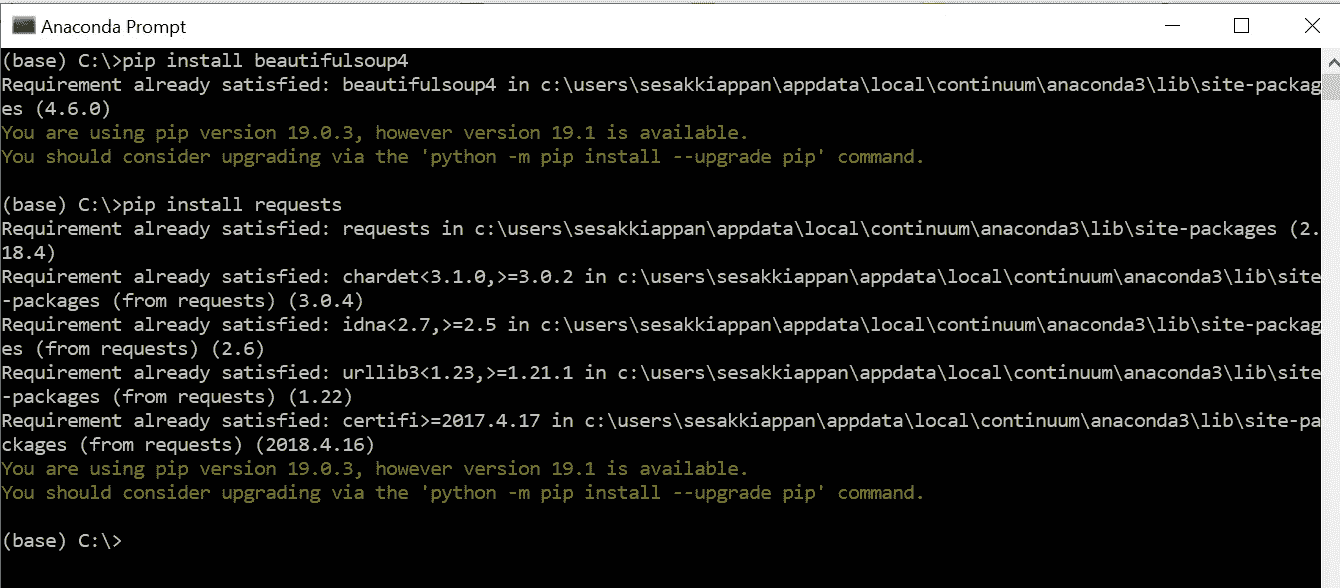 Anaconda Prompt
(base) C:\>pip install beautifulsoup4
Requirement already satisfied: beautifulsoup4 in c:\users\sesakkiappan\appdata\local\continuum\anaconda3\lib\site-packag
es (4.6.0)
You are using pip version 19.0.3, however version 19.1 is available.
You should consider upgrading via the 'python -m pip install --upgrade pip' command.
(base) C:\>pip install requests
Requirement already satisfied: requests in c:\users\sesakkiappan\appdata\local\continuum\anaconda3\lib\site-packages (2.
18.4)
Requirement already satisfied: chardet<3.1.0,>=3.0.2 in c:\users\sesakkiappan\appdata\local\continuum\anaconda3\lib\site
-packages (from requests) (3.0.4)
Requirement already satisfied: idna<2.7,>=2.5 in c:\users\sesakkiappan\appdata\local\continuum\anaconda3\lib\site-packag
es (from requests) (2.6)
Requirement already satisfied: urllib3<1.23,>=1.21.1 in c:\users\sesakkiappan\appdata\local\continuum\anaconda3\lib\site
-packages (from requests) (1.22)
Requirement already satisfied: certifi>=2017.4.17 in c:\users\sesakkiappan\appdata\local\continuum\anaconda3\lib\site-pa
ckages (from requests) (2018.4.16)
You are using pip version 19.0.3, however version 19.1 is available.
You should consider upgrading via the 'python -m pip install --upgrade pip' command.
(base) C:\>